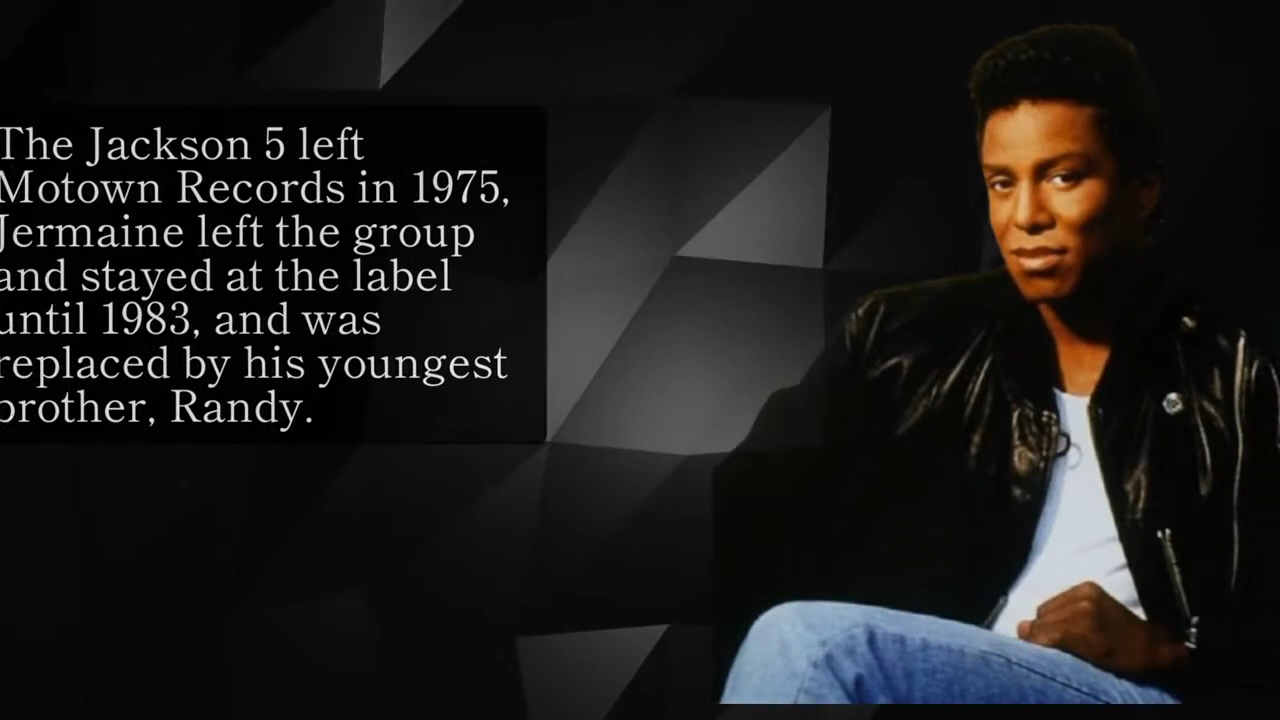 The Jackson 5 left
Motown Records in 1975,
Jermaine left the group
and stayed at the label
until 1983, and was
replaced by his youngest
brother, Randy.